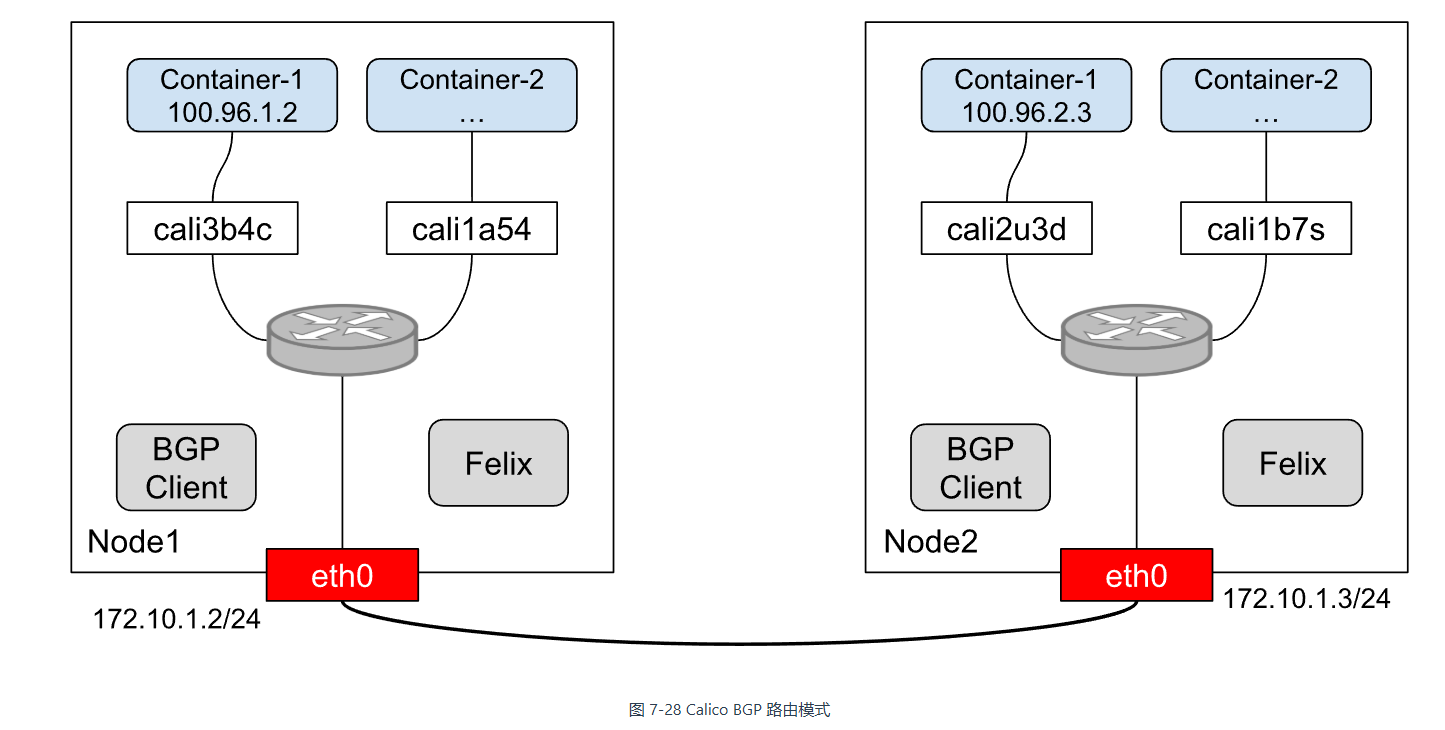 Container-1
100.96.1.2
Container-2
…
cali3b4c
cali1a54
BGP
Client
Felix
Node1
eth0
172.10.1.2/24
Container-1
100.96.2.3
Container-2
…
cali2u3d
cali1b7s
BGP
Client
Felix
Node2
eth0
172.10.1.3/24
图 7-28 Calico BGP 路由模式